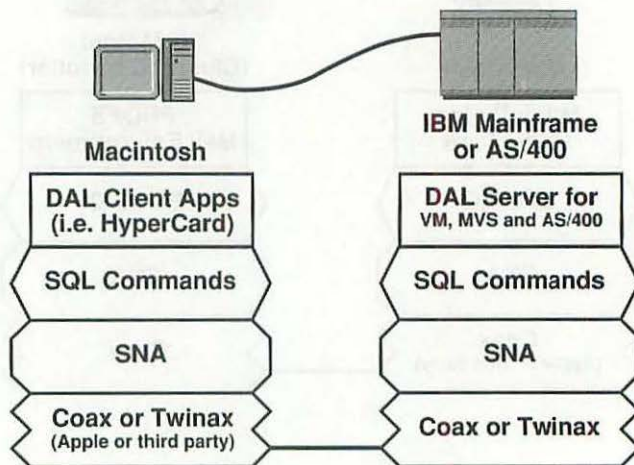 Macintosh
IBM Mainframe
or AS/400
DAL Client Apps
(i.e. HyperCard)
SQL Commands
SNA
Coax or Twinax
(Apple or third party)
DAL Server for
VM, MVS and AS/400
SQL Commands
SNA
Coax or Twinax